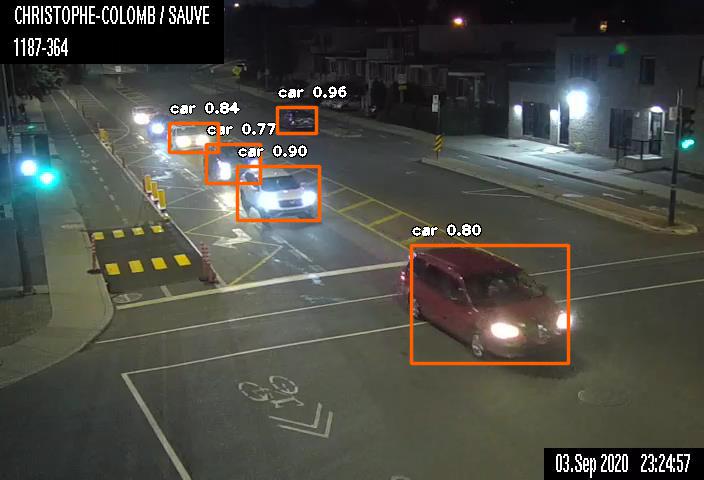 CHRISTOPHE-COLOMB / SAUVE
1187-364
car 0.96
car 0.84
car 0.77
car 0.90
car 0.80
03.Sep 2020 23:24:57